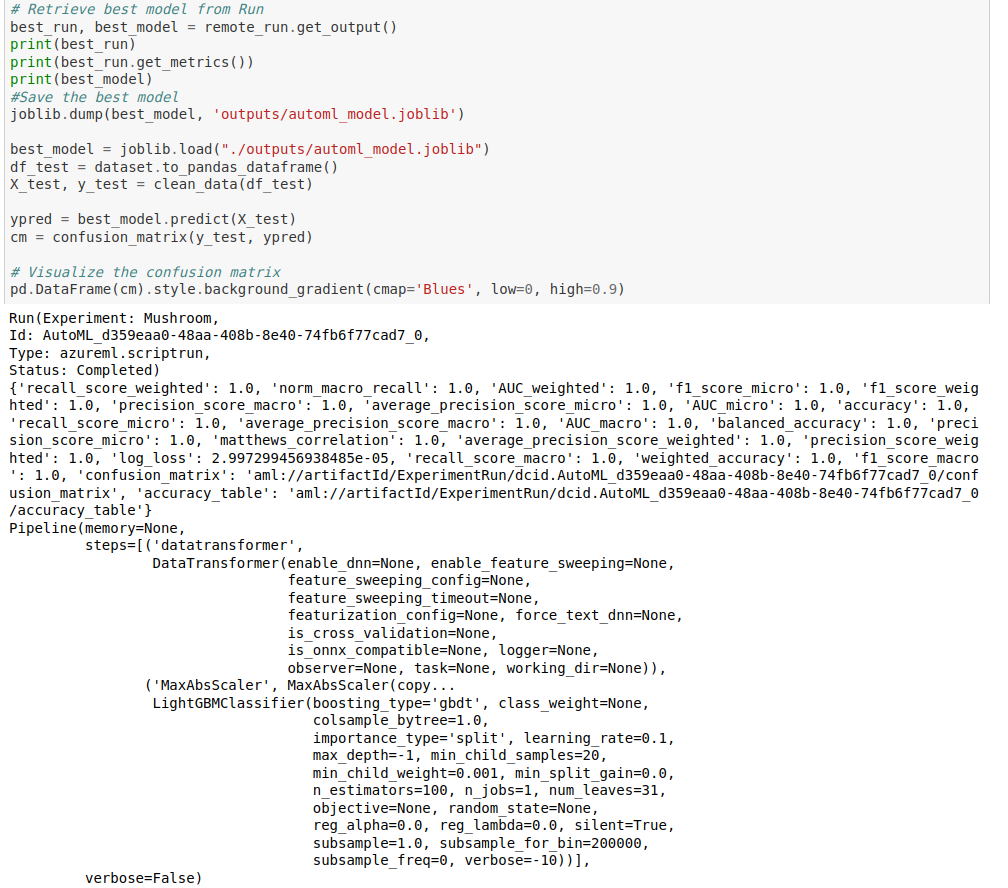 # Retrieve best model from Run
best_run, best_model = remote_run.get_output()
print(best_run)
print(best_run.get_metrics())
print(best_model)
#Save the best model
joblib.dump(best_model, 'outputs/automl_model.joblib')

best_model = joblib.load("./outputs/automl_model.joblib")
df_test = dataset.to_pandas_dataframe()
X_test, y_test = clean_data(df_test)

ypred = best_model.predict(X_test)
cm = confusion_matrix(y_test, ypred)

# Visualize the confusion matrix
pd.DataFrame(cm).style.background_gradient(cmap='Blues', low=0, high=0.9)
Run(Experiment: Mushroom,
Id: AutoML_d359eaa0-48aa-408b-8e40-74fb6f77cad7_0,
Type: azureml.scriptrun,
Status: Completed)
{'recall_score_weighted': 1.0, 'norm_macro_recall': 1.0, 'AUC_weighted': 1.0, 'f1_score_micro': 1.0, 'f1_score_weig
hted': 1.0, 'precision_score_macro': 1.0, 'average_precision_score_micro': 1.0, 'AUC_micro': 1.0, 'accuracy': 1.0,
'recall_score_micro': 1.0, 'average_precision_score_macro': 1.0, 'AUC_macro': 1.0, 'balanced_accuracy': 1.0, 'preci
sion_score_micro': 1.0, 'matthews_correlation': 1.0, 'average_precision_score_weighted': 1.0, 'precision_score_weig
hted': 1.0, 'log_loss': 2.997299456938485e-05, 'recall_score_macro': 1.0, 'weighted_accuracy': 1.0, 'f1_score_macro
': 1.0, 'confusion_matrix': 'aml://artifactId/ExperimentRun/dcid.AutoML_d359eaa0-48aa-408b-8e40-74fb6f77cad7_0/conf
usion_matrix', 'accuracy_table': 'aml://artifactId/ExperimentRun/dcid.AutoML_d359eaa0-48aa-408b-8e40-74fb6f77cad7_0
/accuracy_table'}
Pipeline(memory=None,
         steps=[('datatransformer',
                 DataTransformer(enable_dnn=None, enable_feature_sweeping=None,
                                 feature_sweeping_config=None,
                                 feature_sweeping_timeout=None,
                                 featurization_config=None, force_text_dnn=None,
                                 is_cross_validation=None,
                                 is_onnx_compatible=None, logger=None,
                                 observer=None, task=None, working_dir=None)),
                ('MaxAbsScaler', MaxAbsScaler(copy...
                 LightGBMClassifier(boosting_type='gbdt', class_weight=None,
                                    colsample_bytree=1.0,
                                    importance_type='split', learning_rate=0.1,
                                    max_depth=-1, min_child_samples=20,
                                    min_child_weight=0.001, min_split_gain=0.0,
                                    n_estimators=100, n_jobs=1, num_leaves=31,
                                    objective=None, random_state=None,
                                    reg_alpha=0.0, reg_lambda=0.0, silent=True,
                                    subsample=1.0, subsample_for_bin=200000,
                                    subsample_freq=0, verbose=-10))],
         verbose=False)